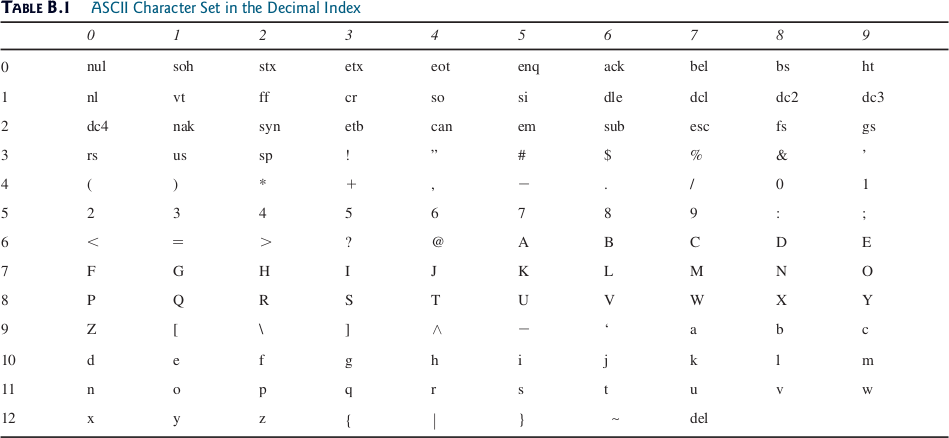 TABLE B.1 ASCII Character Set in the Decimal Index
0 1 2 3 4 5 6 7 8 9
0 nul soh stx etx eot enq ack bel bs ht
1 nl vt ff cr so si dle dcl dc2 dc3
2 dc4 nak syn etb can em sub esc fs gs
3 rs us sp ! ” # $ % & ’
4 ( ) * + , − . / 0 1
5 2 3 4 5 6 7 8 9 : ;
6 < = > ? @ A B C D E
7 F G H I J K L M N O
8 P Q R S T U V W X Y
9 Z [ \ ] ∧ − ‘ a b c
10 d e f g h i j k l m
11 n o p q r s t u v w
12 x y z { | } ~ del